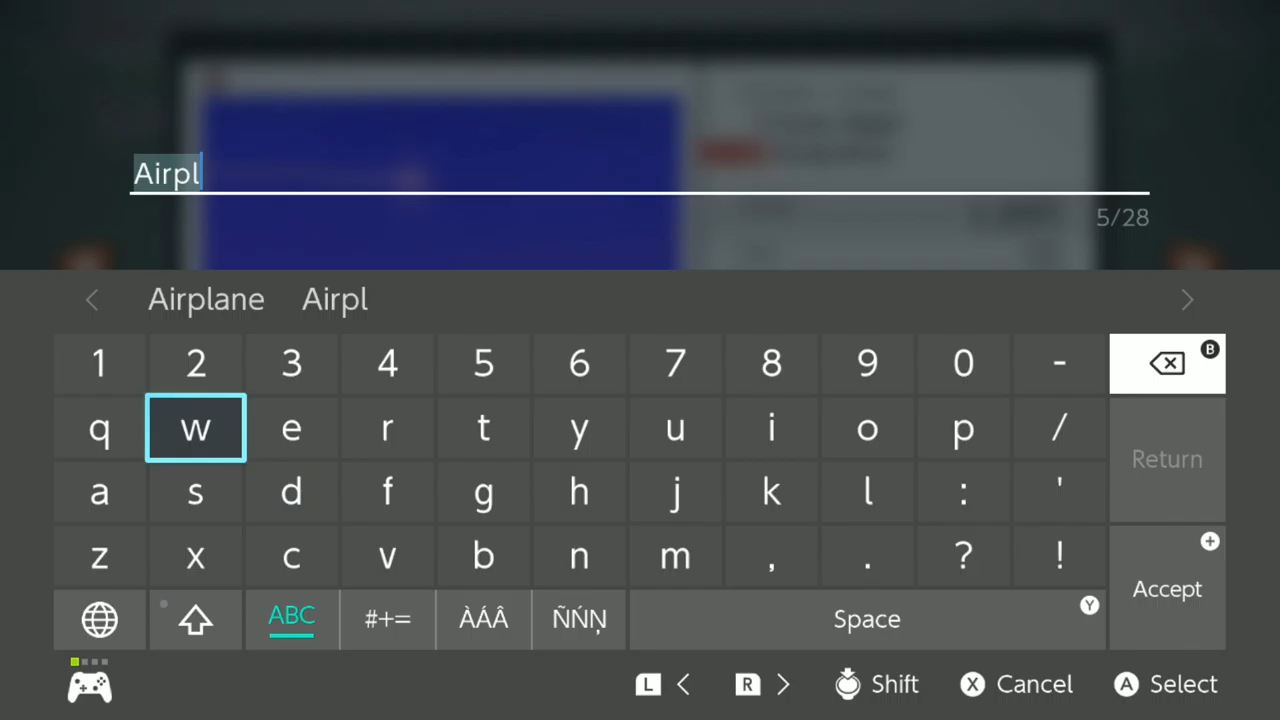 Airpl
5/28
Airplane Airpl
1 2 3 4 5 6 7 8 9 0 -
B
q w e r t y u i o p /
Return
a s d f g h j k l : '
z x c v b n m , . ? !
+
Accept
ABC #+= ÀÁÂ ÑŃŅ Space Y
L R Shift X Cancel A Select